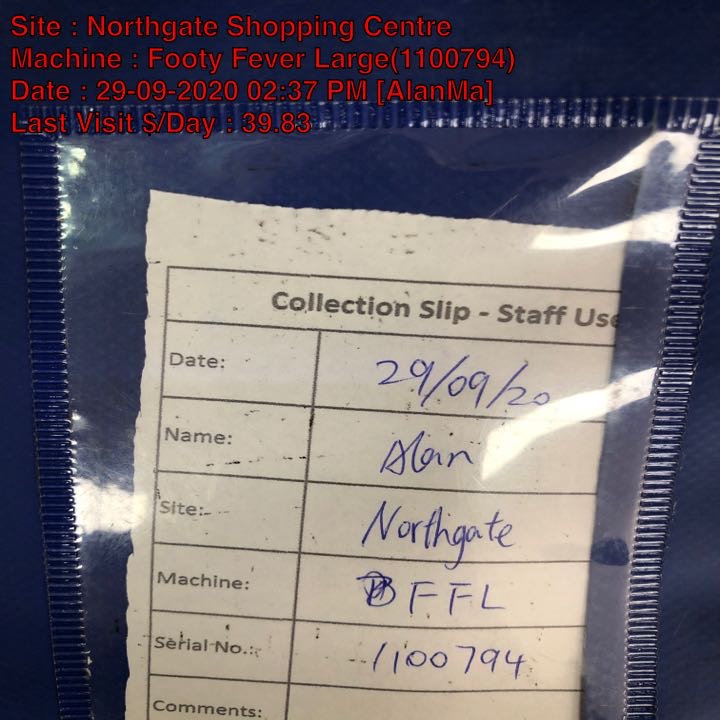 Site : Northgate Shopping Centre
Machine : Footy Fever Large(1100794)
Date : 29-09-2020 02:37 PM [AlanMa]
Last Visit $/Day : 39.83
Collection Slip - Staff Use
Date: 29/09/20
Name: Alan
Site: Northgate
Machine: FFL
Serial No.: 1100794
Comments: